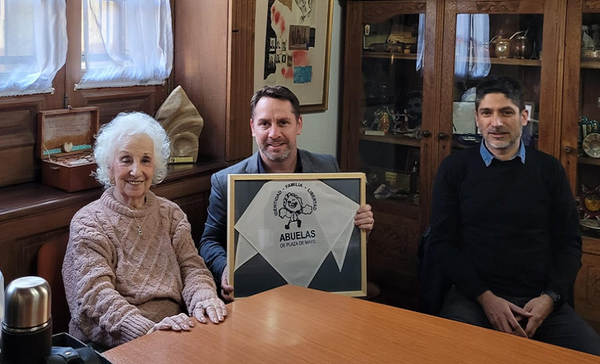 IDENTIDAD • FAMILIA • LIBERTAD
ABUELAS
DE PLAZA DE MAYO